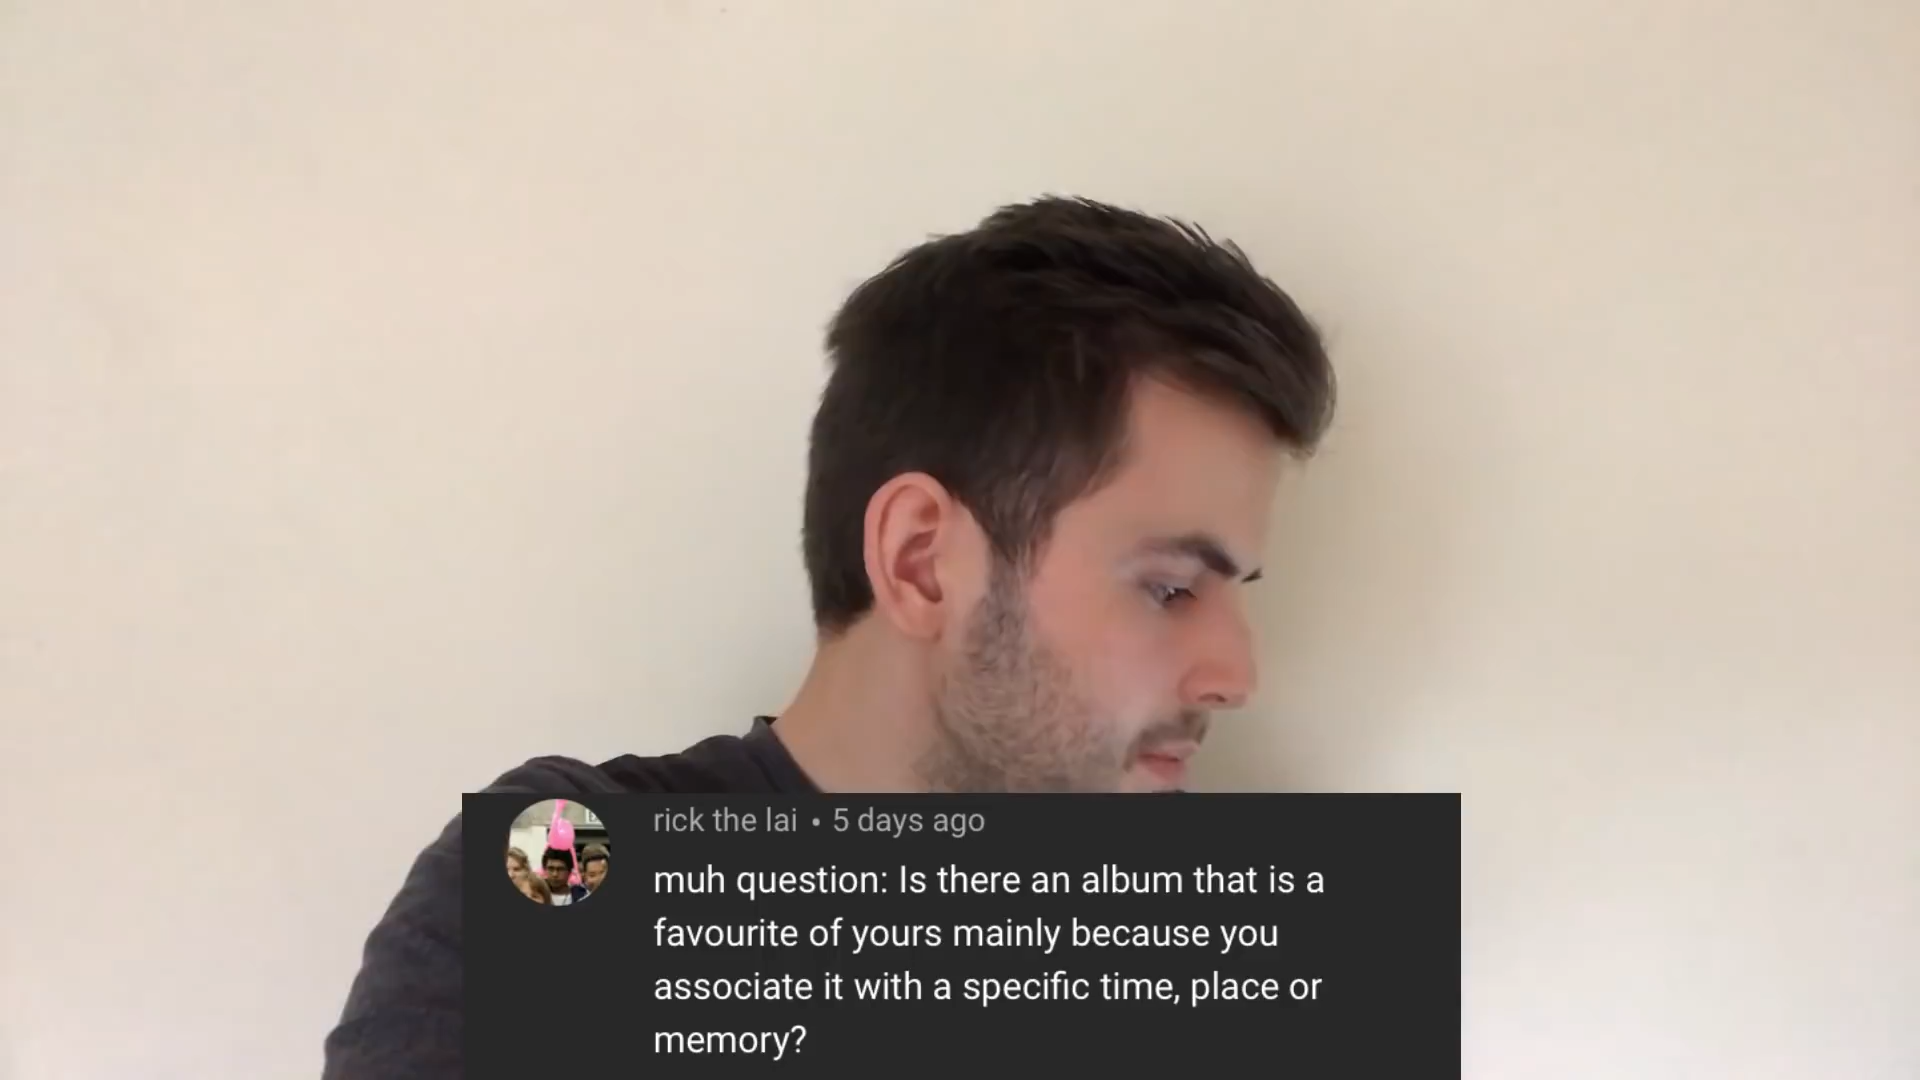 rick the lai • 5 days ago
muh question: Is there an album that is a
favourite of yours mainly because you
associate it with a specific time, place or
memory?